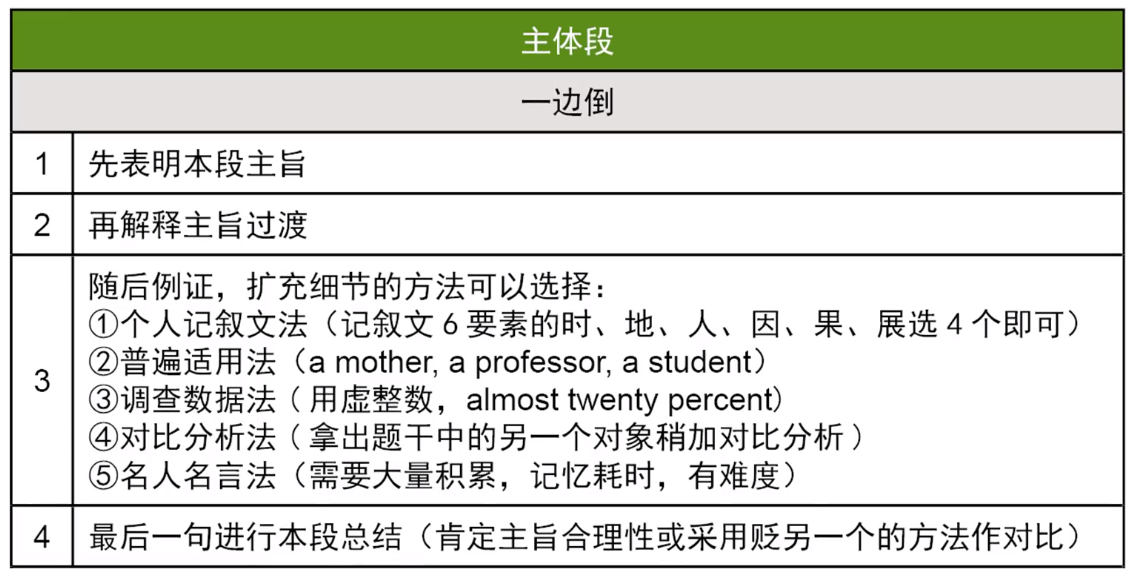 主体段
一边倒
1 先表明本段主旨
2 再解释主旨过渡
3 随后例证，扩充细节的方法可以选择：
①个人记叙文法（记叙文 6 要素的时、地、人、因、果、展选 4 个即可）
②普遍适用法（a mother, a professor, a student）
③调查数据法（用虚整数，almost twenty percent)
④对比分析法（拿出题干中的另一个对象稍加对比分析）
⑤名人名言法（需要大量积累，记忆耗时，有难度）
4 最后一句进行本段总结（肯定主旨合理性或采用贬另一个的方法作对比）